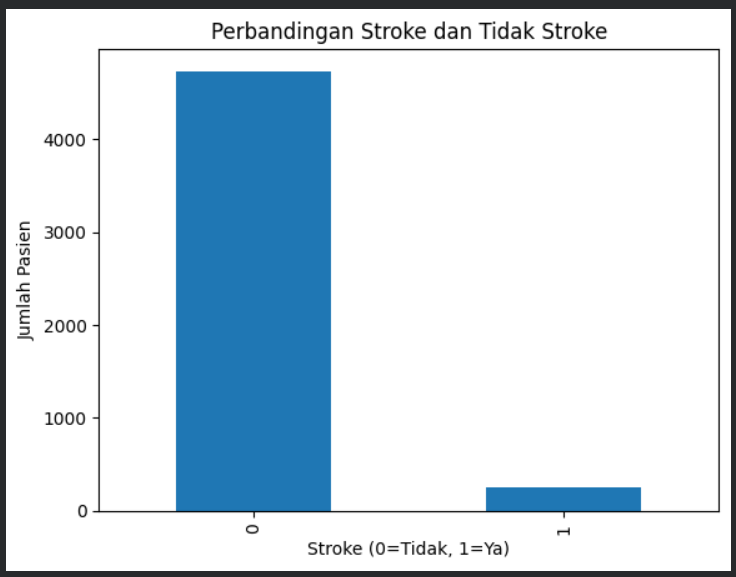 Perbandingan Stroke dan Tidak Stroke
Jumlah Pasien
4000
3000
2000
1000
0
0
1
Stroke (0=Tidak, 1=Ya)